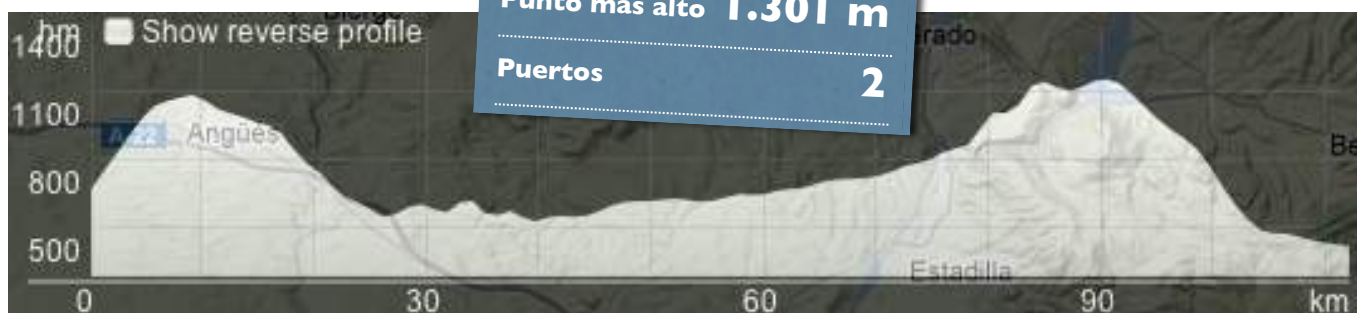 Punto más alto 1.301 m
Puertos 2
hm
Show reverse profile
1400
1100
800
500
A-22
Angüés
Estadilla
0
30
60
90
km